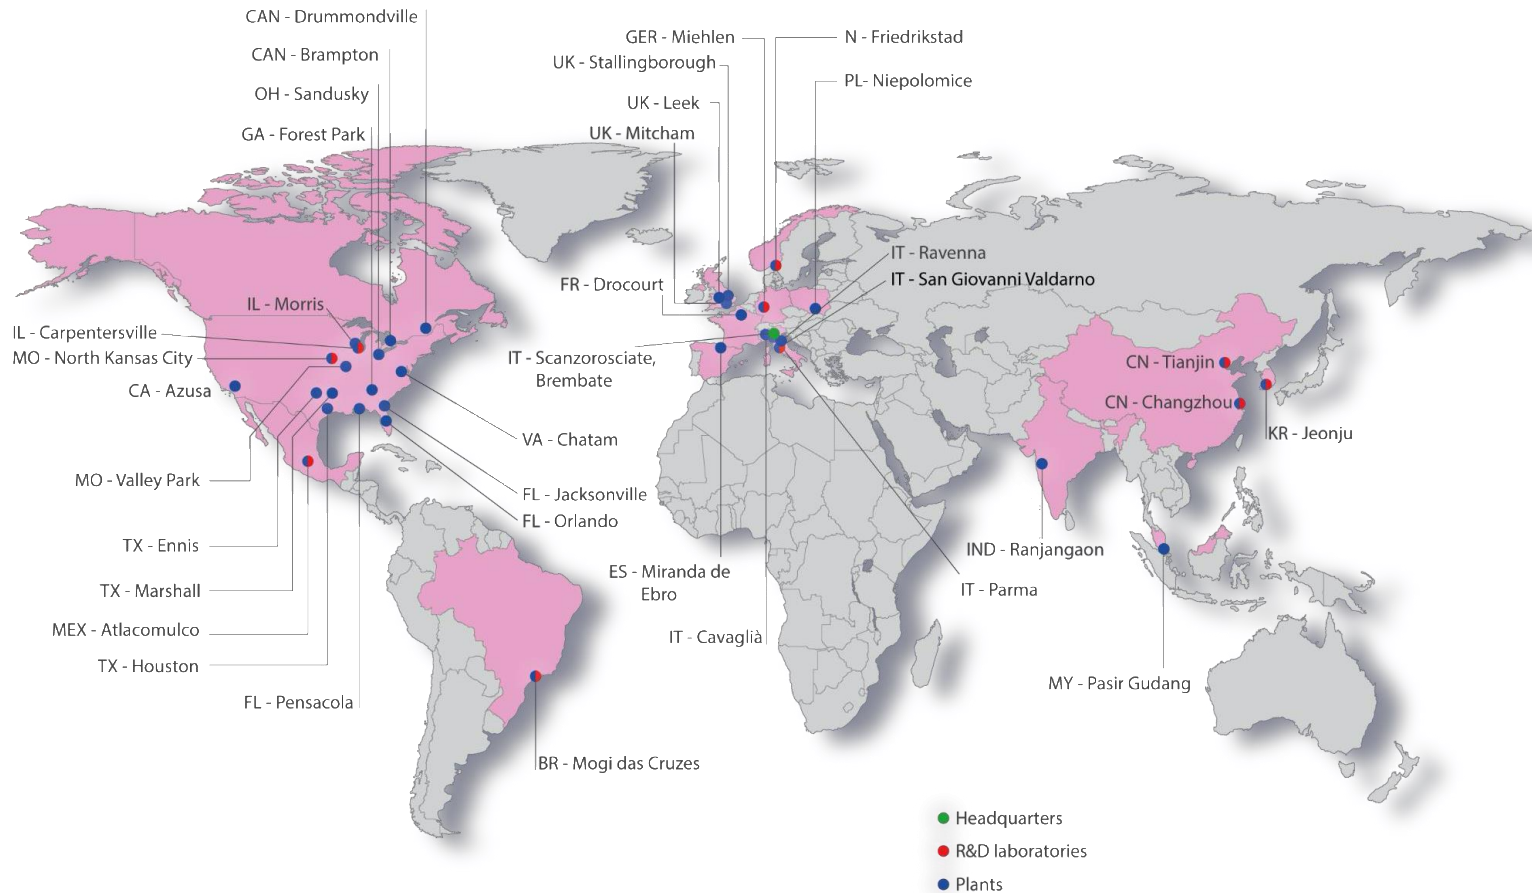 CAN - Drummondville
CAN - Brampton
OH - Sandusky
GA - Forest Park
GER - Miehlen
UK - Stallingborough
UK - Leek
UK - Mitcham
N - Friedrikstad
PL- Niepolomice
IL - Morris
IL - Carpentersville
MO - North Kansas City
CA - Azusa
FR - Drocourt
IT - Ravenna
IT - San Giovanni Valdarno
IT - Scanzorosciate,
Brembate
CN - Tianjin
CN - Changzhou
KR - Jeonju
VA - Chatam
MO - Valley Park
FL - Jacksonville
FL - Orlando
TX - Ennis
TX - Marshall
MEX - Atlacomulco
TX - Houston
FL - Pensacola
ES - Miranda de
Ebro
IT - Cavaglià
IT - Parma
IND - Ranjangaon
MY - Pasir Gudang
BR - Mogi das Cruzes
Headquarters
R&D laboratories
Plants